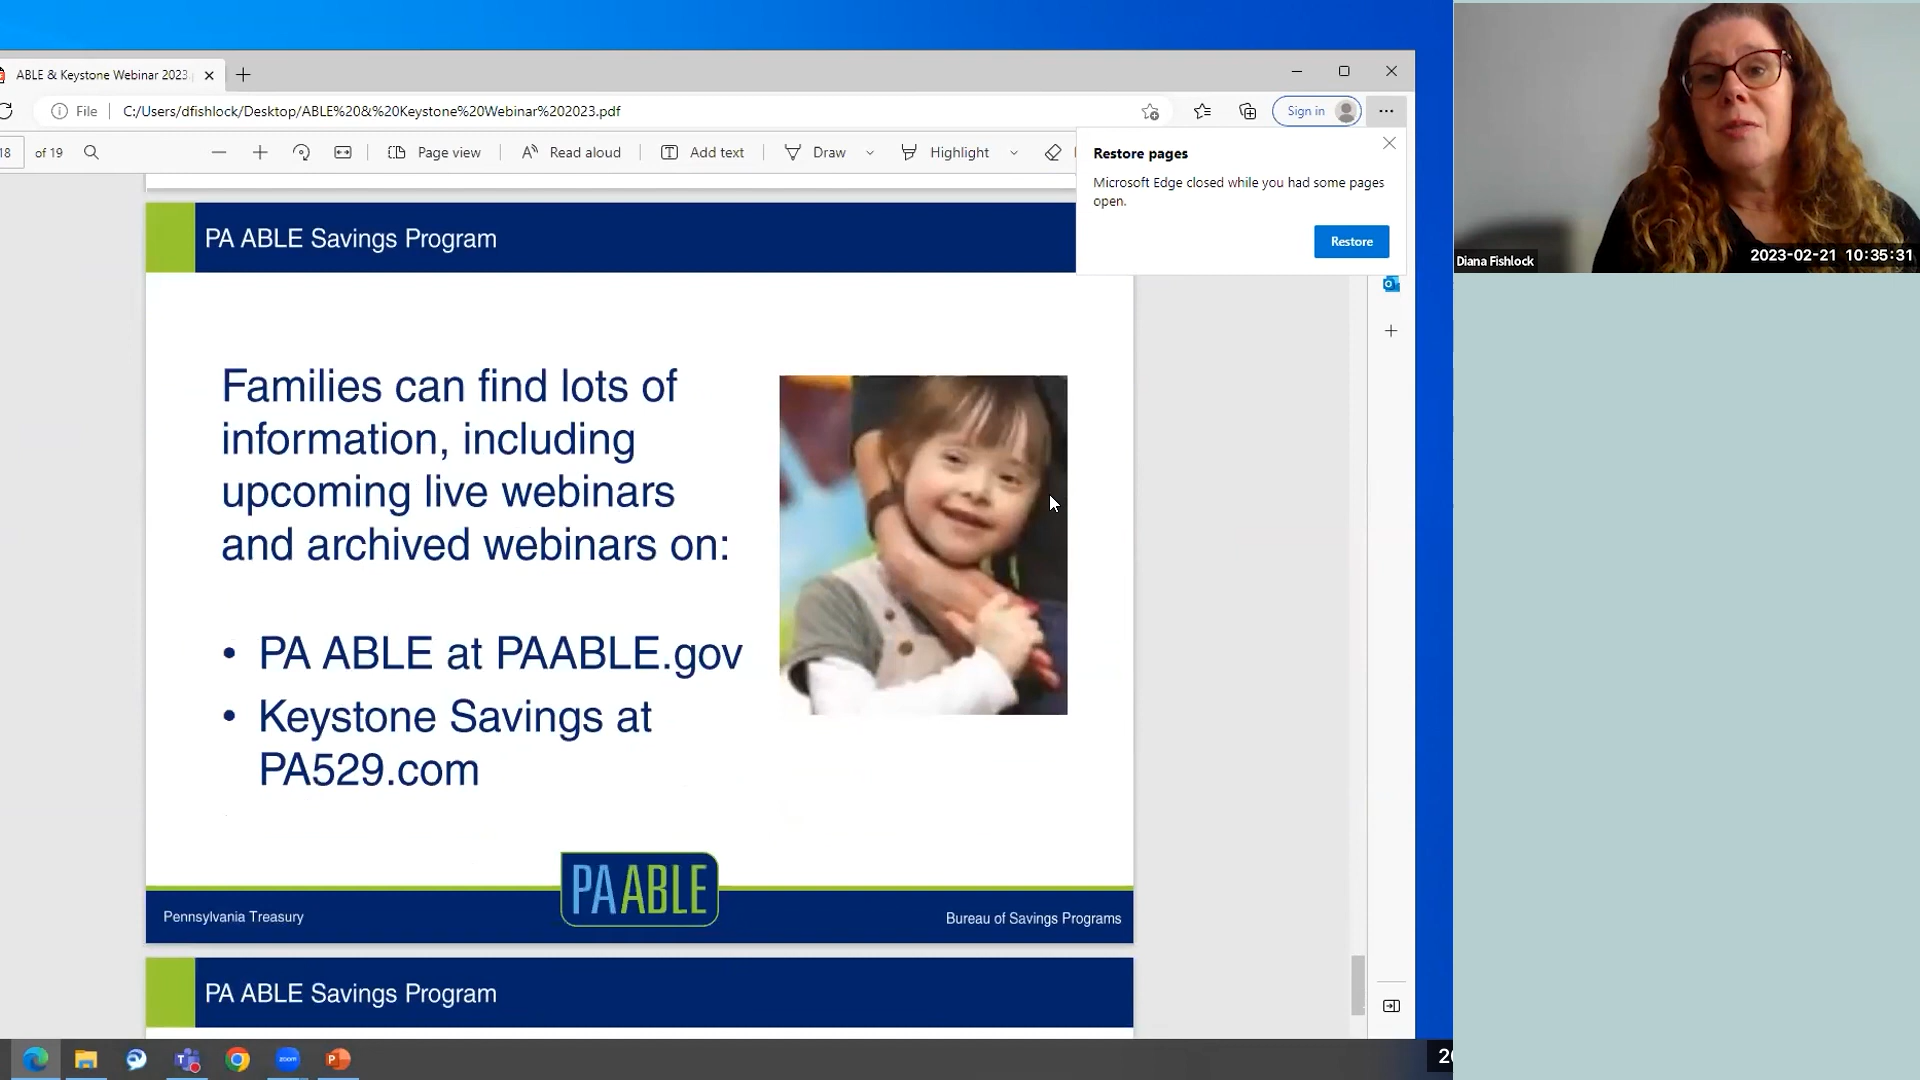 ABLE & Keystone Webinar 2023
File
C:/Users/dfishlock/Desktop/ABLE%20&%20Keystone%20Webinar%202023.pdf
Sign in
18 of 19
Page view
Read aloud
Add text
Draw
Highlight
Restore pages
Microsoft Edge closed while you had some pages
open.
Restore
PA ABLE Savings Program
Families can find lots of
information, including
upcoming live webinars
and archived webinars on:
• PA ABLE at PAABLE.gov
• Keystone Savings at
PA529.com
Pennsylvania Treasury
PA ABLE
Bureau of Savings Programs
PA ABLE Savings Program
Diana Fishlock
2023-02-21 10:35:31
zoom